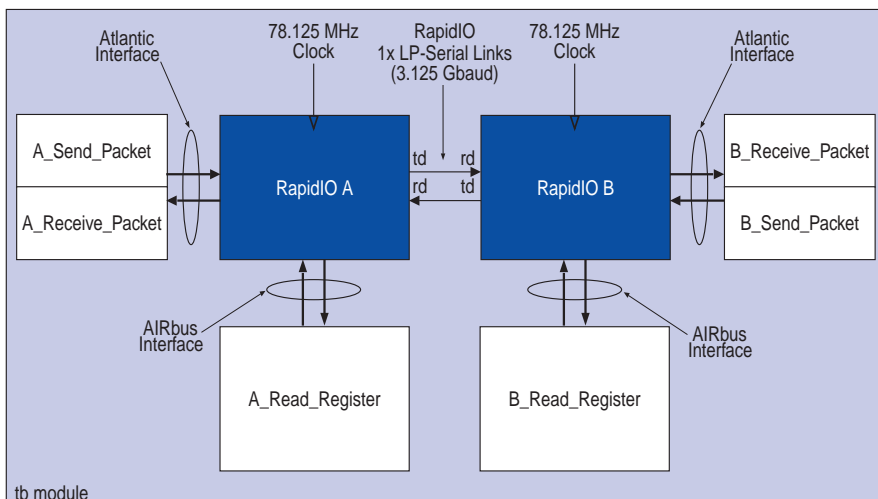 78.125 MHz
Clock
RapidIO
1x LP-Serial Links
(3.125 Gbaud)
78.125 MHz
Clock
Atlantic
Interface
Atlantic
Interface
A_Send_Packet
A_Receive_Packet
RapidIO A
td
rd
rd
td
RapidIO B
B_Receive_Packet
B_Send_Packet
AIRbus
Interface
AIRbus
Interface
A_Read_Register
B_Read_Register
tb module